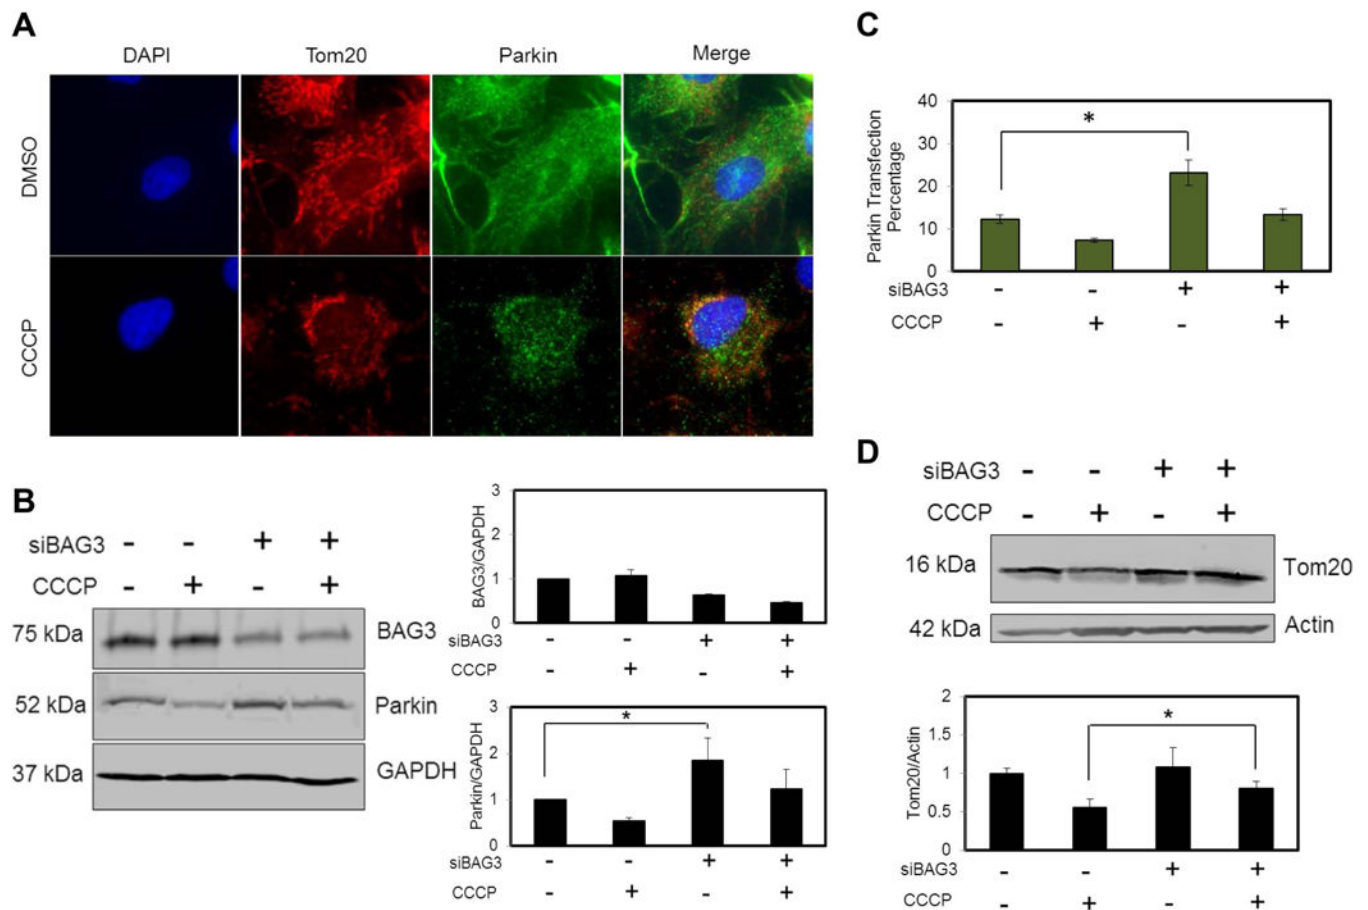 A
DAPI Tom20 Parkin Merge
DMSO
CCCP
B
siBAG3 - - + +
CCCP - + - +
75 kDa BAG3
52 kDa Parkin
37 kDa GAPDH
3
2
1
0
BAG3/GAPDH
siBAG3 - - + +
CCCP - + - +
*
3
2
1
0
Parkin/GAPDH
siBAG3 - - + +
CCCP - + - +
C
*
40
30
20
10
0
Parkin Transfection
Percentage
siBAG3 - - + +
CCCP - + - +
D
siBAG3 - - + +
CCCP - + - +
16 kDa Tom20
42 kDa Actin
*
2
1.5
1
0.5
0
Tom20/Actin
siBAG3 - - + +
CCCP - + - +